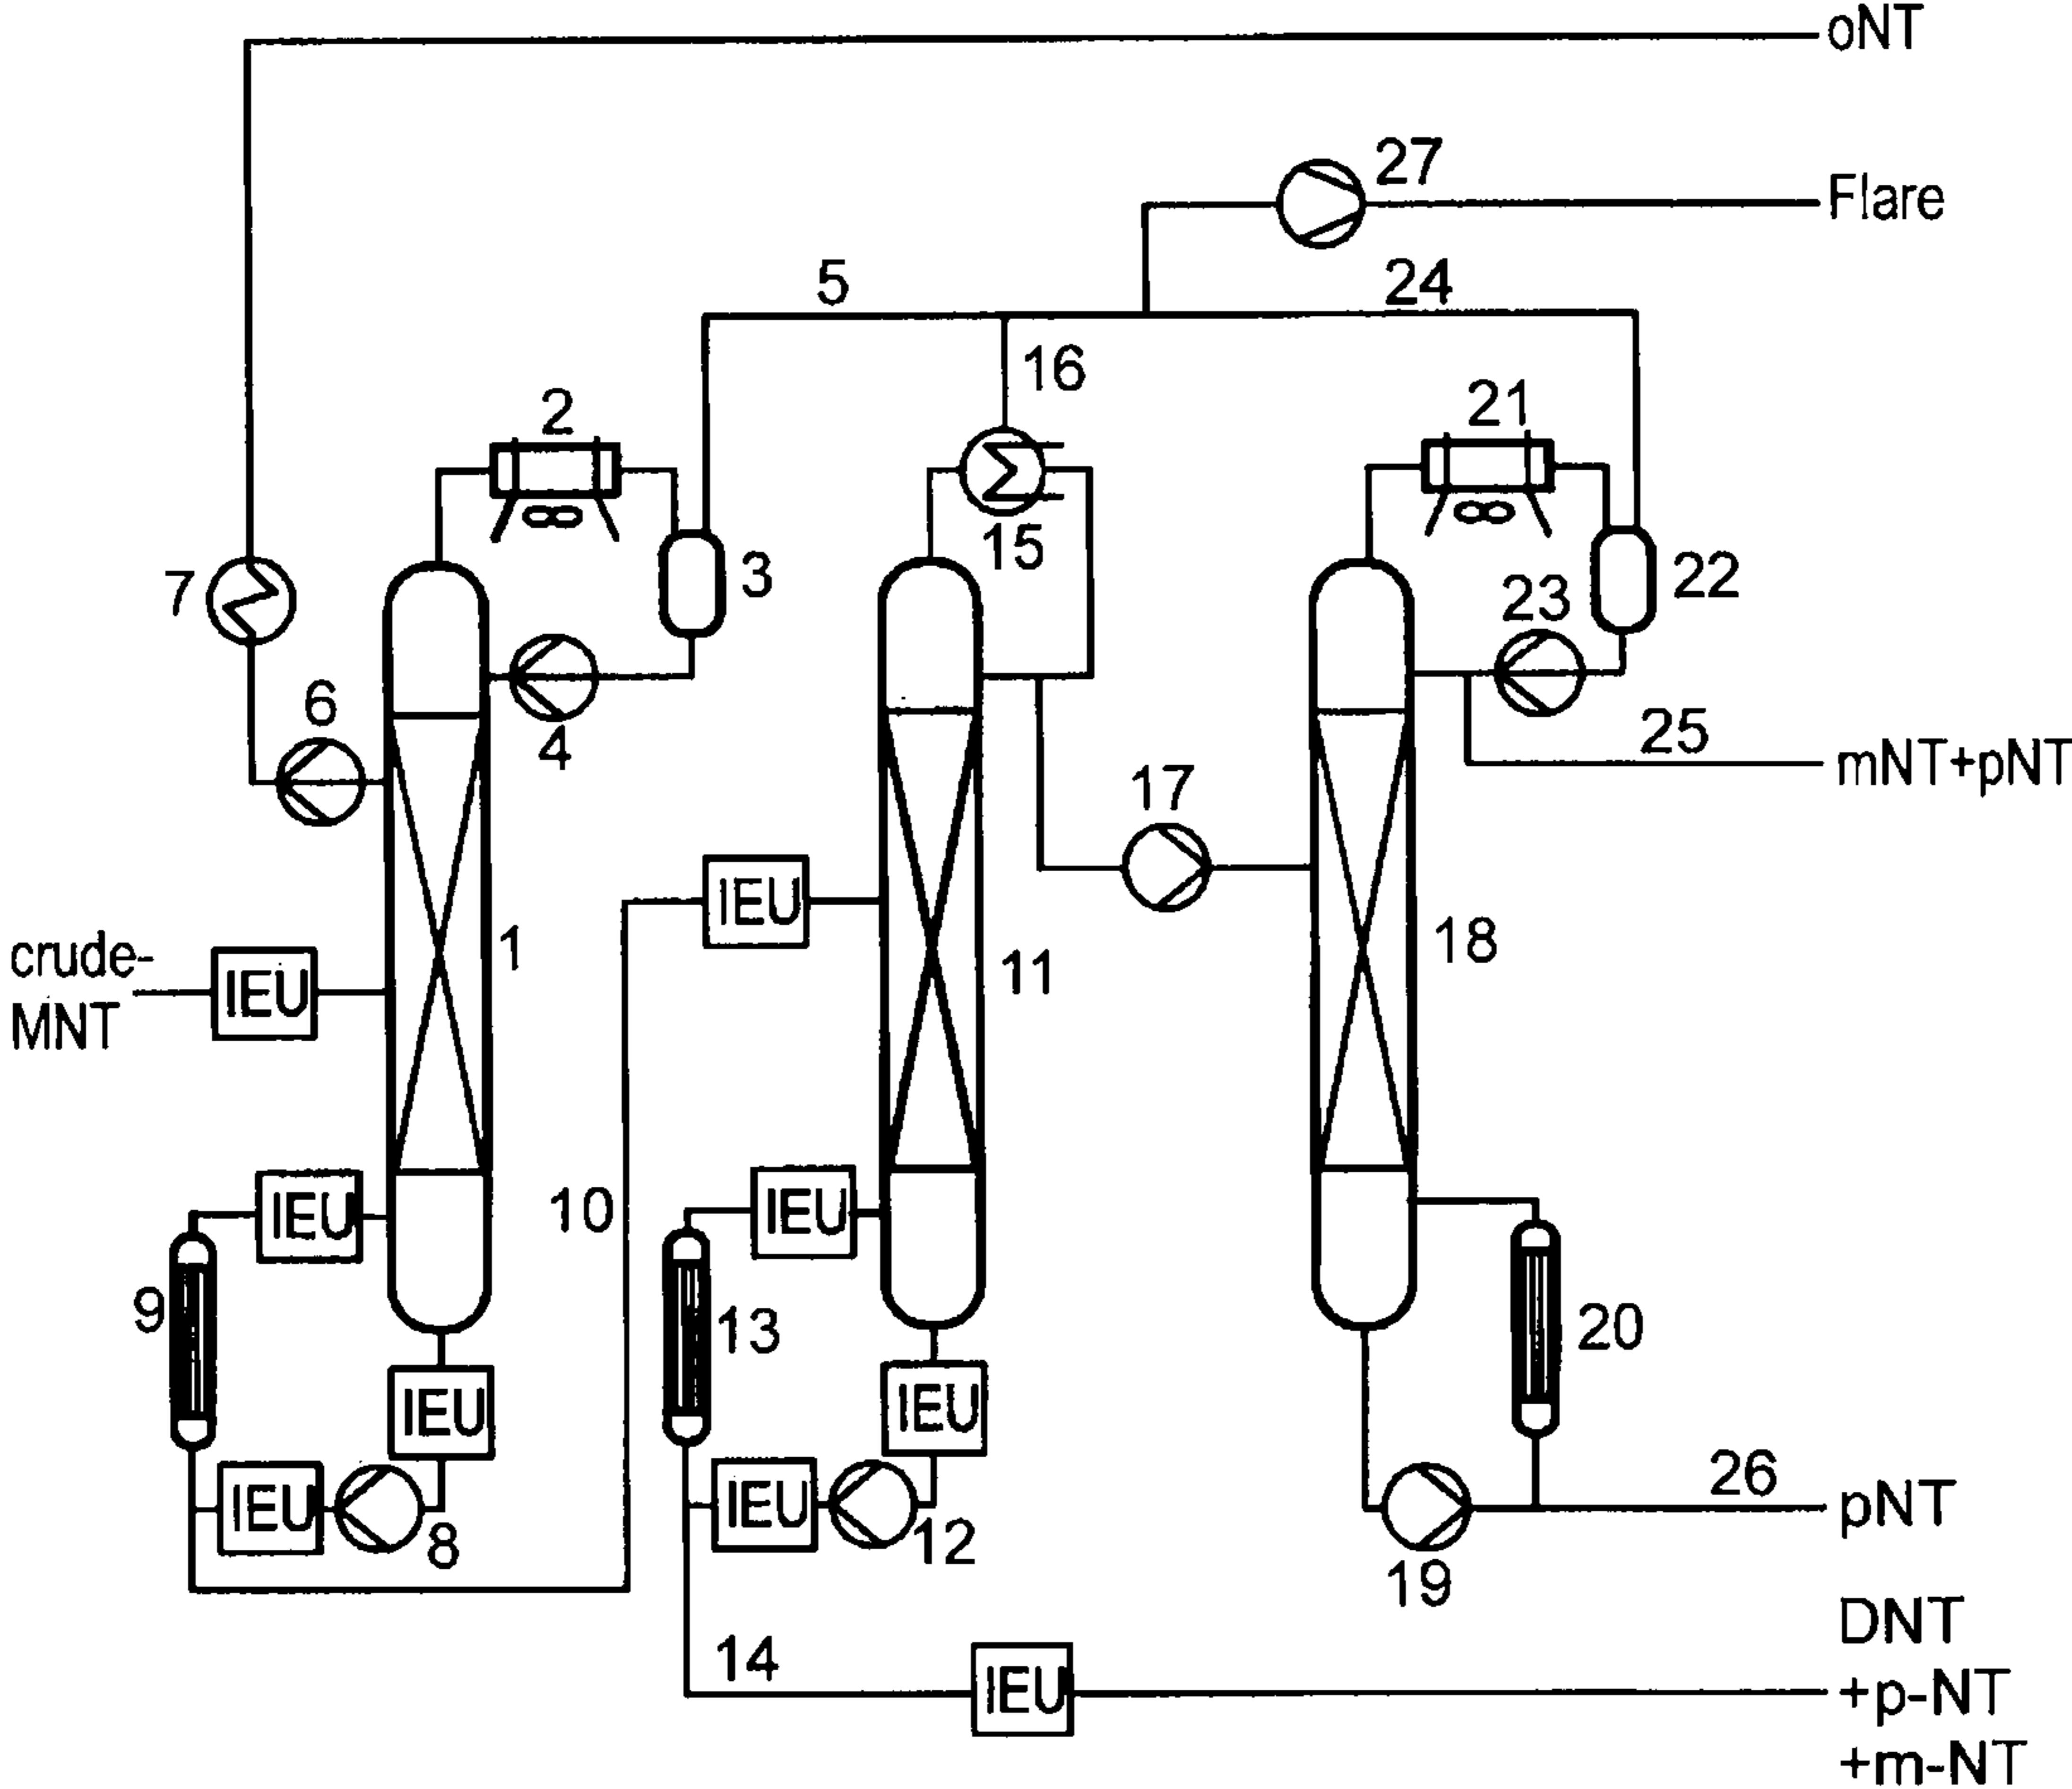 oNT
27
Flare
5
24
16
2
21
15
7
3
22
23
6
4
25
mNT+pNT
17
IEU
18
crude-
MNT
IEU
1
11
IEU
IEU
10
9
13
20
IEU
IEU
26
IEU
8
IEU
12
pNT
19
DNT
14
IEU
+p-NT
+m-NT